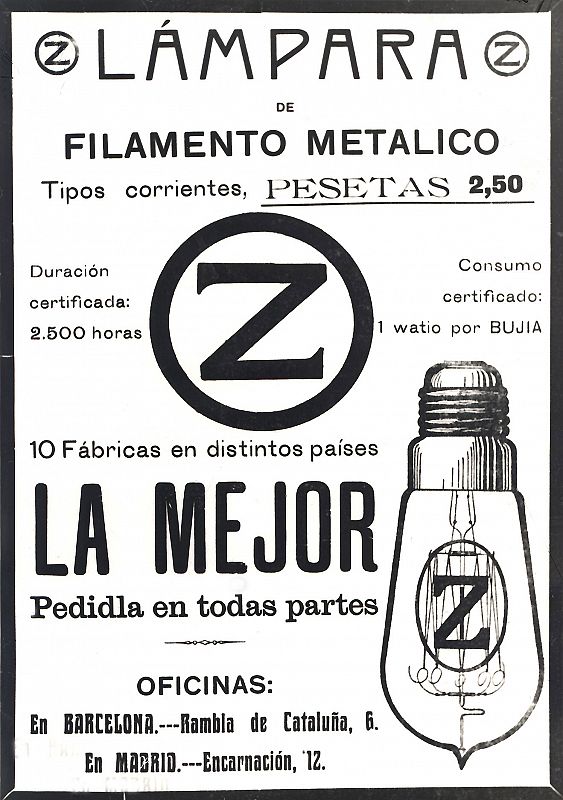 Z LÁMPARA Z
DE
FILAMENTO METALICO
Tipos corrientes, PESETAS 2,50
Duración
certificada:
2.500 horas
Z
Consumo
certificado:
1 watio por BUJIA
10 Fábricas en distintos países
LA MEJOR
Pedidla en todas partes
Z
OFICINAS:
En BARCELONA.---Rambla de Cataluña, 6.
En MADRID.---Encarnación, 12.